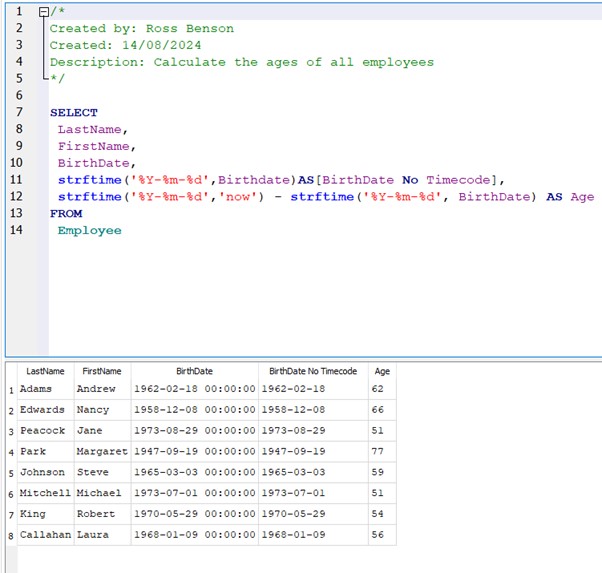 1 /*
2 Created by: Ross Benson
3 Created: 14/08/2024
4 Description: Calculate the ages of all employees
5 */
6
7 SELECT
8 LastName,
9 FirstName,
10 BirthDate,
11 strftime('%Y-%m-%d',Birthdate)AS[BirthDate No Timecode],
12 strftime('%Y-%m-%d','now') - strftime('%Y-%m-%d', BirthDate) AS Age
13 FROM
14 Employee
LastName FirstName BirthDate BirthDate No Timecode Age
1 Adams Andrew 1962-02-18 00:00:00 1962-02-18 62
2 Edwards Nancy 1958-12-08 00:00:00 1958-12-08 66
3 Peacock Jane 1973-08-29 00:00:00 1973-08-29 51
4 Park Margaret 1947-09-19 00:00:00 1947-09-19 77
5 Johnson Steve 1965-03-03 00:00:00 1965-03-03 59
6 Mitchell Michael 1973-07-01 00:00:00 1973-07-01 51
7 King Robert 1970-05-29 00:00:00 1970-05-29 54
8 Callahan Laura 1968-01-09 00:00:00 1968-01-09 56